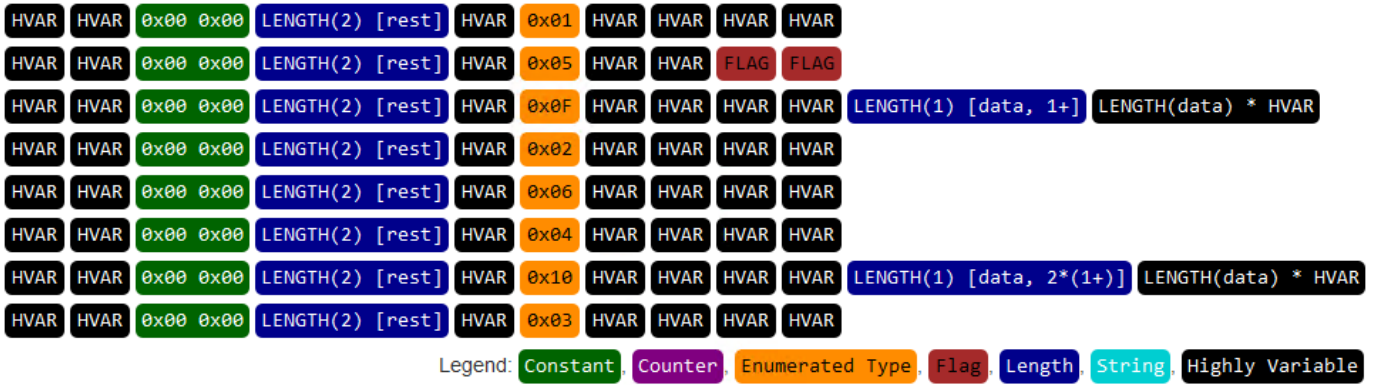 HVAR HVAR 0x00 0x00 LENGTH(2) [rest] HVAR 0x01 HVAR HVAR HVAR HVAR
HVAR HVAR 0x00 0x00 LENGTH(2) [rest] HVAR 0x05 HVAR HVAR FLAG FLAG
HVAR HVAR 0x00 0x00 LENGTH(2) [rest] HVAR 0x0F HVAR HVAR HVAR HVAR LENGTH(1) [data, 1+] LENGTH(data) * HVAR
HVAR HVAR 0x00 0x00 LENGTH(2) [rest] HVAR 0x02 HVAR HVAR HVAR HVAR
HVAR HVAR 0x00 0x00 LENGTH(2) [rest] HVAR 0x06 HVAR HVAR HVAR HVAR
HVAR HVAR 0x00 0x00 LENGTH(2) [rest] HVAR 0x04 HVAR HVAR HVAR HVAR
HVAR HVAR 0x00 0x00 LENGTH(2) [rest] HVAR 0x10 HVAR HVAR HVAR HVAR LENGTH(1) [data, 2*(1+)] LENGTH(data) * HVAR
HVAR HVAR 0x00 0x00 LENGTH(2) [rest] HVAR 0x03 HVAR HVAR HVAR HVAR
Legend: Constant, Counter, Enumerated Type, Flag, Length, String, Highly Variable